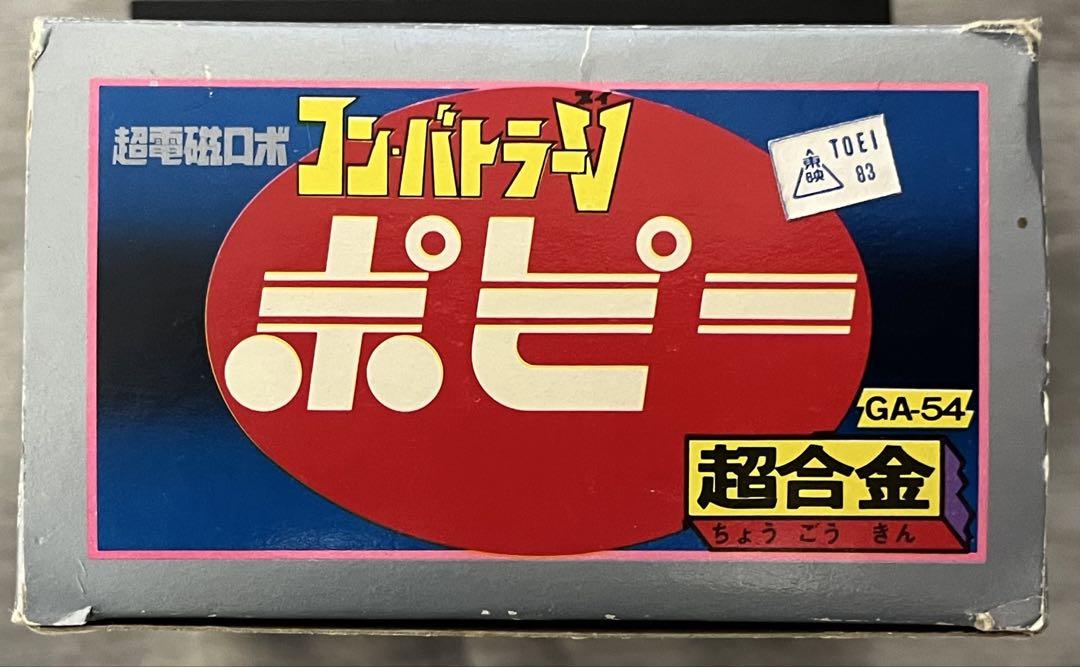 超電磁ロボ コン・バトラーV
ブイ
東映 TOEI 83
ポピー
GA-54
超合金
ちょう ごう きん